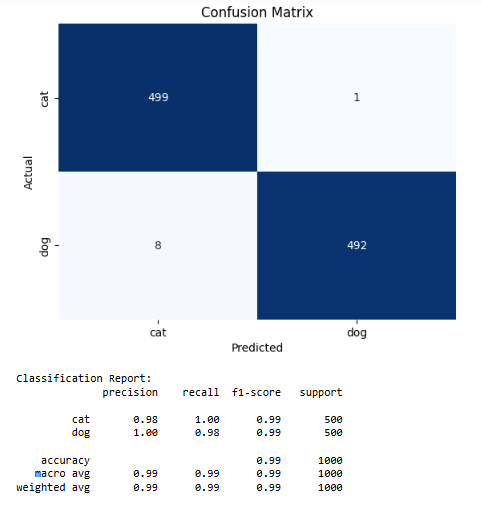 Confusion Matrix
cat
499
1
Actual
dog
8
492
cat dog
Predicted
Classification Report:
precision recall f1-score support
cat 0.98 1.00 0.99 500
dog 1.00 0.98 0.99 500
accuracy 0.99 1000
macro avg 0.99 0.99 0.99 1000
weighted avg 0.99 0.99 0.99 1000